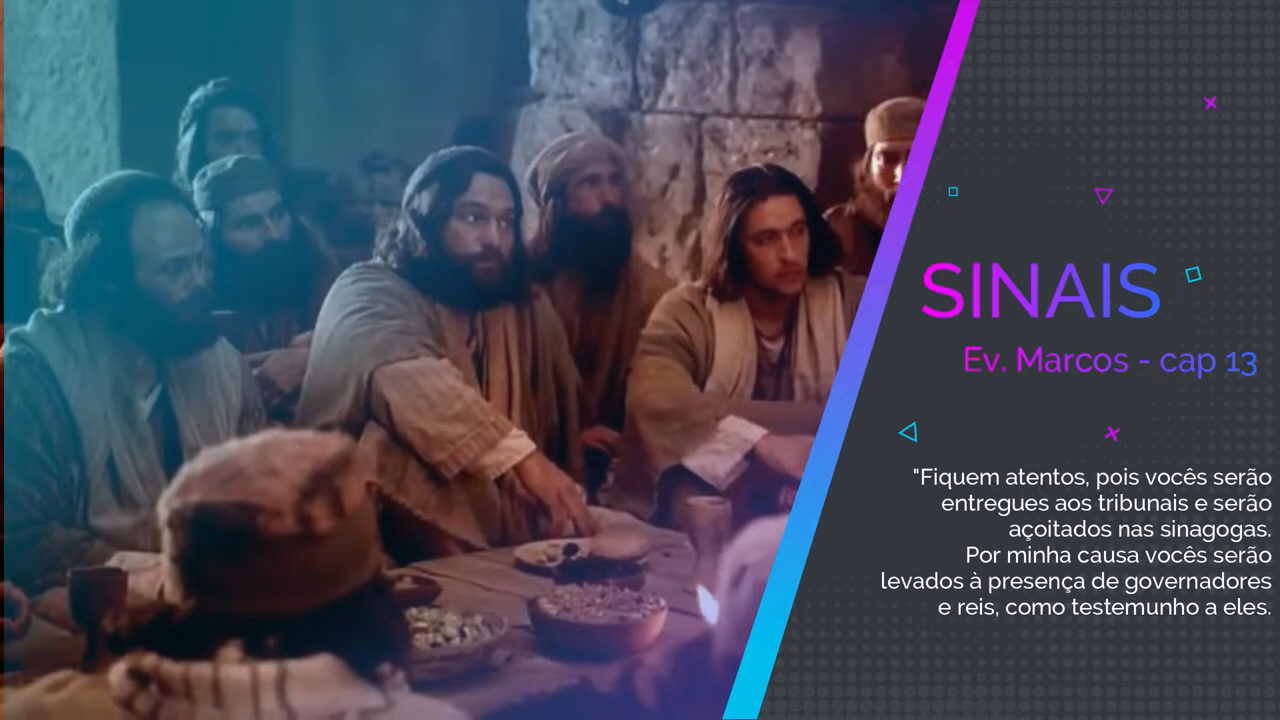 SINAIS
Ev. Marcos - cap 13
"Fiquem atentos, pois vocês serão
entregues aos tribunais e serão
açoitados nas sinagogas.
Por minha causa vocês serão
levados à presença de governadores
e reis, como testemunho a eles.